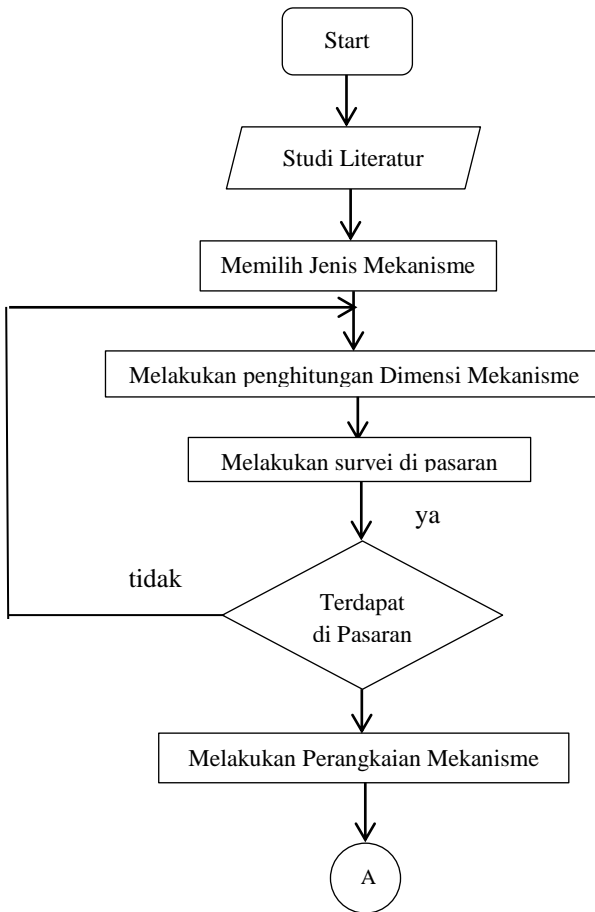 Start
Studi Literatur
Memilih Jenis Mekanisme
Melakukan penghitungan Dimensi Mekanisme
Melakukan survei di pasaran
ya
tidak
Terdapat
di Pasaran
Melakukan Perangkaian Mekanisme
A